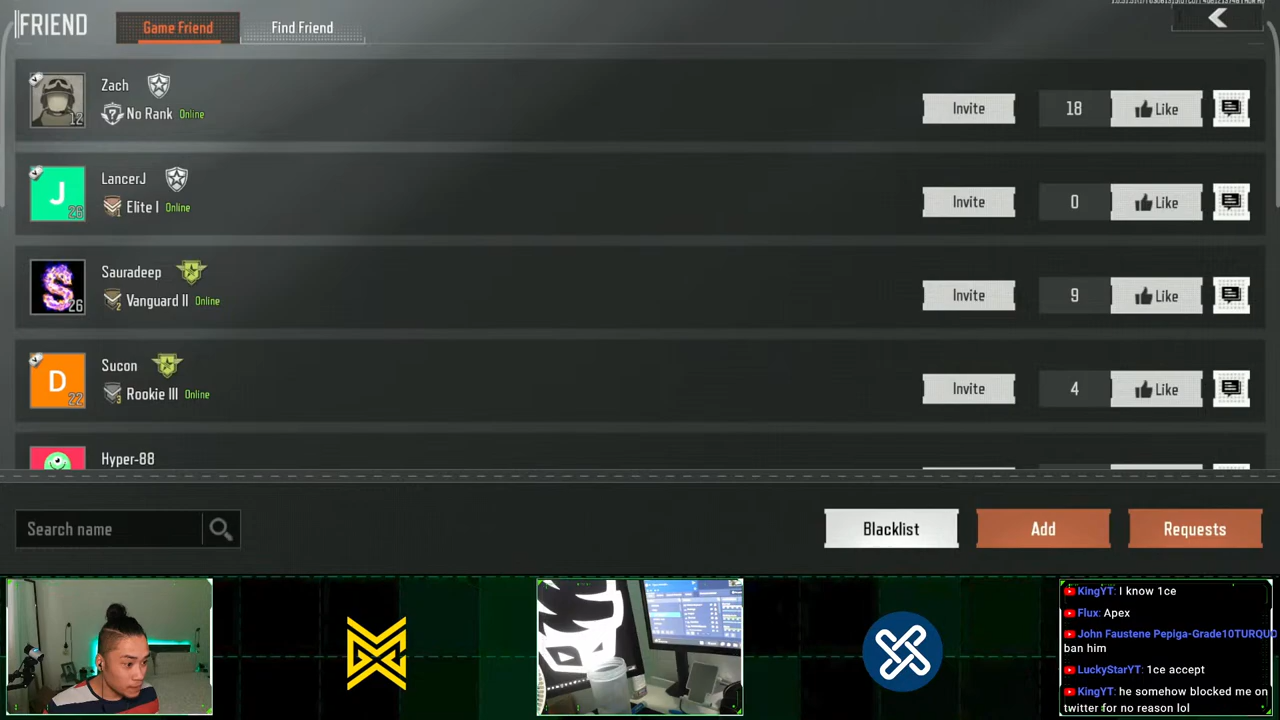 FRIEND
Game Friend
Find Friend
Zach
12
No Rank Online
Invite
18
Like
LancerJ
J
26
Elite I Online
Invite
0
Like
Sauradeep
S
26
2
Vanguard II Online
Invite
9
Like
Sucon
D
22
3
Rookie III Online
Invite
4
Like
Hyper-88
Search name
Blacklist
Add
Requests
KingYT: I know 1ce
Flux: Apex
John Faustene Pepiga-Grade10TURQUO
ban him
LuckyStarYT: 1ce accept
KingYT: he somehow blocked me on
twitter for no reason lol